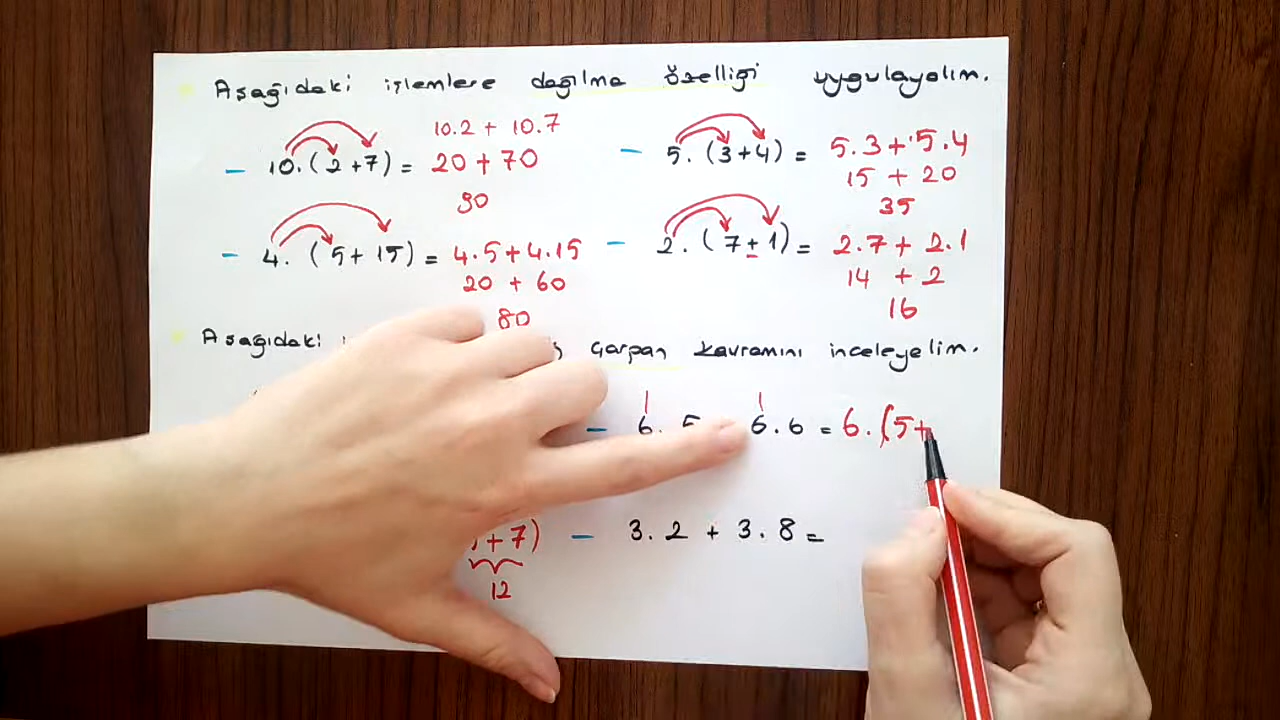 Aşağıdaki işlemlere dağılma özelliği uygulayalım.
10.2 + 10.7
- 10.(2+7) = 20 + 70
90
- 5.(3+4) = 5.3 + 5.4
15 + 20
35
- 4.(5+15) = 4.5 + 4.15
20 + 60
80
- 2.(7+1) = 2.7 + 2.1
14 + 2
16
Aşağıdaki çarpan kavramını inceleyelim.
- 6. 5 6.6 = 6.(5+
+7)
12
- 3.2 + 3.8 =